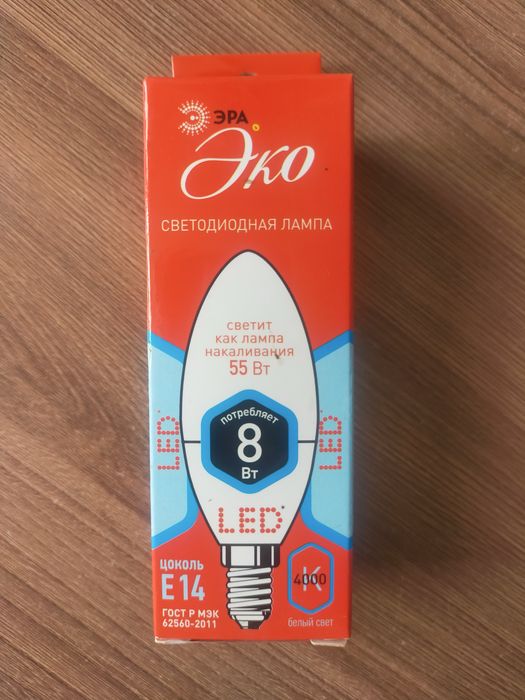 ЭРА
Эко
СВЕТОДИОДНАЯ ЛАМПА
светит
как лампа
накаливания
55 Вт
потребляет
8
Вт
LED
LED
LED*
ЦОКОЛЬ
E14
ГОСТ Р МЭК
62560-2011
4000
K
белый свет